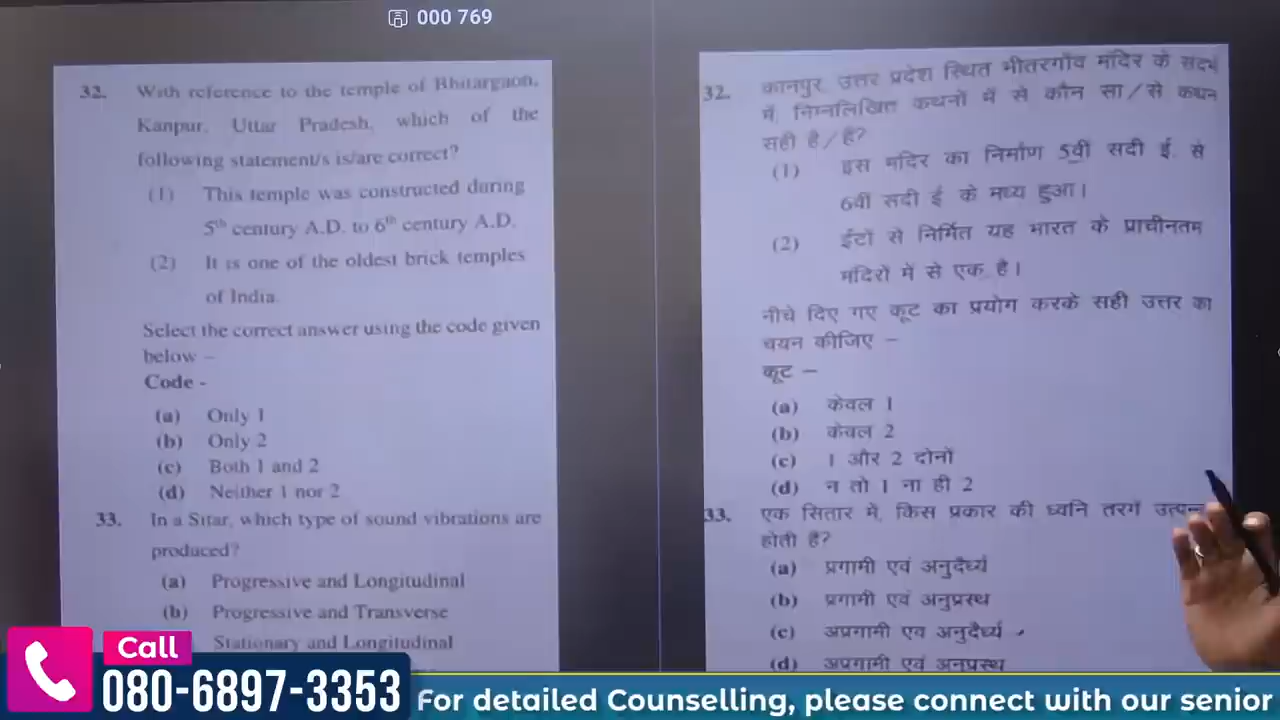 000 769
32. With reference to the temple of Bhitargaon,
Kanpur, Uttar Pradesh, which of the
following statement/s is/are correct?
(1) This temple was constructed during
5th century A.D. to 6th century A.D.
(2) It is one of the oldest brick temples
of India.
Select the correct answer using the code given
below –
Code -
(a) Only 1
(b) Only 2
(c) Both 1 and 2
(d) Neither 1 nor 2
33. In a Sitar, which type of sound vibrations are
produced?
(a) Progressive and Longitudinal
(b) Progressive and Transverse
Stationary and Longitudinal
32. कानपुर, उत्तर प्रदेश स्थित भीतरगाँव मंदिर के संदर्भ
में, निम्नलिखित कथनों में से कौन सा/से कथन
सही है/हैं?
(1) इस मंदिर का निर्माण 5वीं सदी ई. से
6वीं सदी ई. के मध्य हुआ।
(2) ईंटों से निर्मित यह भारत के प्राचीनतम
मंदिरों में से एक है।
नीचे दिए गए कूट का प्रयोग करके सही उत्तर का
चयन कीजिए –
कूट –
(a) केवल 1
(b) केवल 2
(c) 1 और 2 दोनों
(d) न तो 1 ना ही 2
33. एक सितार में, किस प्रकार की ध्वनि तरंगें
होती हैं?
(a) प्रगामी एवं अनुदैर्ध्य
(b) प्रगामी एवं अनुप्रस्थ
(c) अप्रगामी एवं अनुदैर्ध्य
(d) अप्रगामी एवं अनुप्रस्थ
Call
080-6897-3353
For detailed Counselling, please connect with our senior